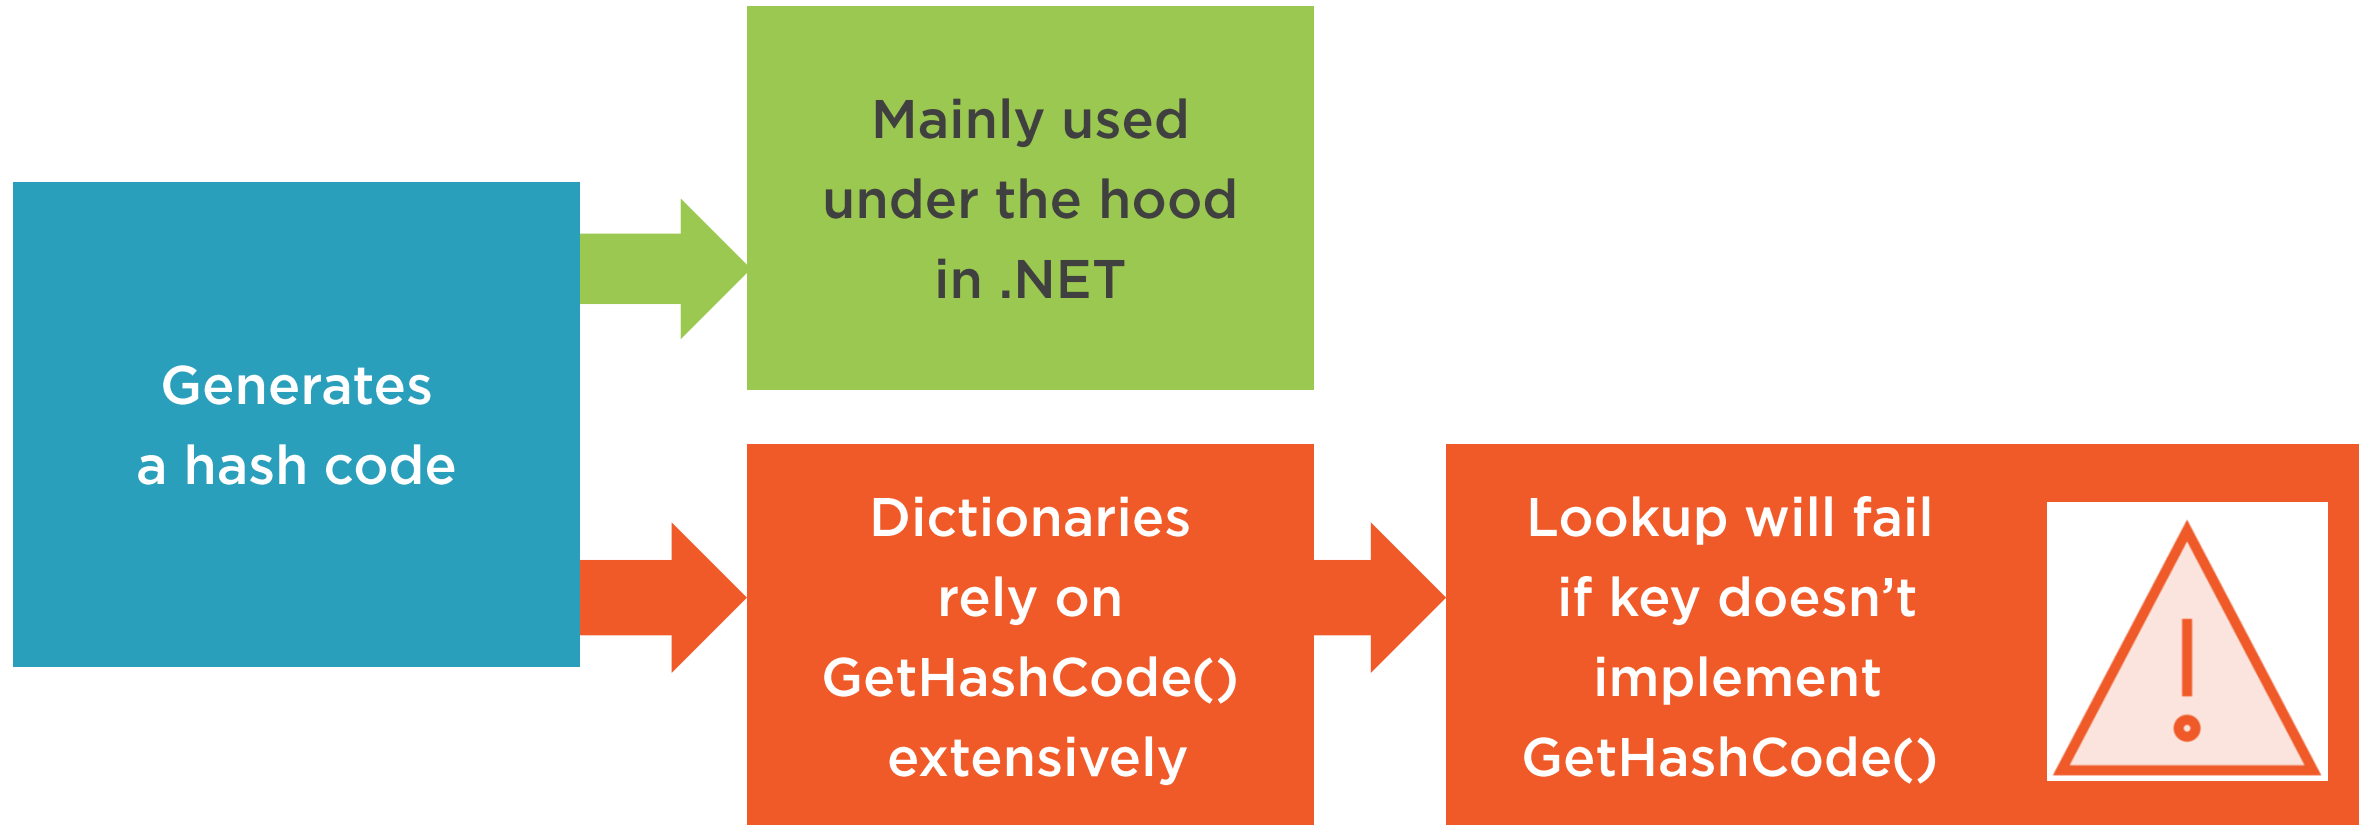 Generates
a hash code
Mainly used
under the hood
in .NET
Dictionaries
rely on
GetHashCode()
extensively
Lookup will fail
if key doesn’t
implement
GetHashCode()